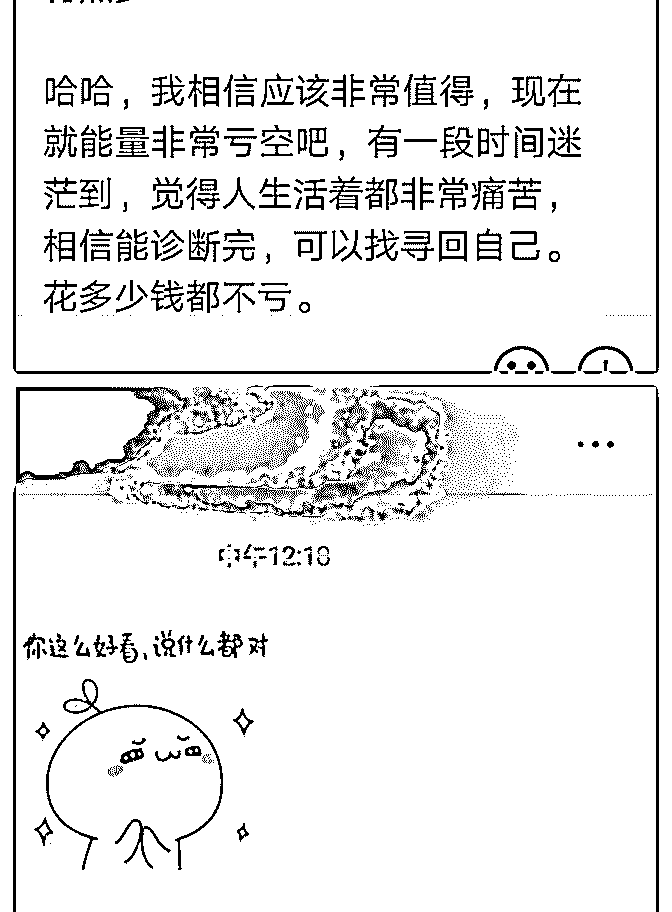 哈哈，我相信应该非常值得，现在
就能量非常亏空吧，有一段时间迷
茫到，觉得人生活着都非常痛苦，
相信能诊断完，可以找寻回自己。
花多少钱都不亏。
中午12:18
你这么好看，说什么都对